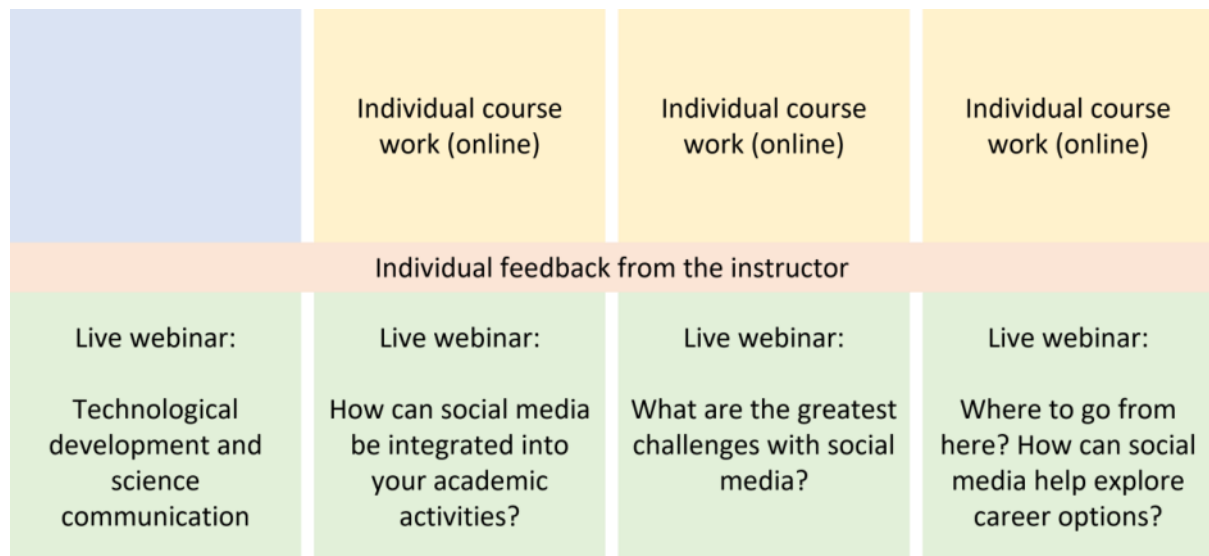 Individual course
work (online)
Individual course
work (online)
Individual course
work (online)
Individual feedback from the instructor
Live webinar:
Technological
development and
science
communication
Live webinar:
How can social media
be integrated into
your academic
activities?
Live webinar:
What are the greatest
challenges with social
media?
Live webinar:
Where to go from
here? How can social
media help explore
career options?